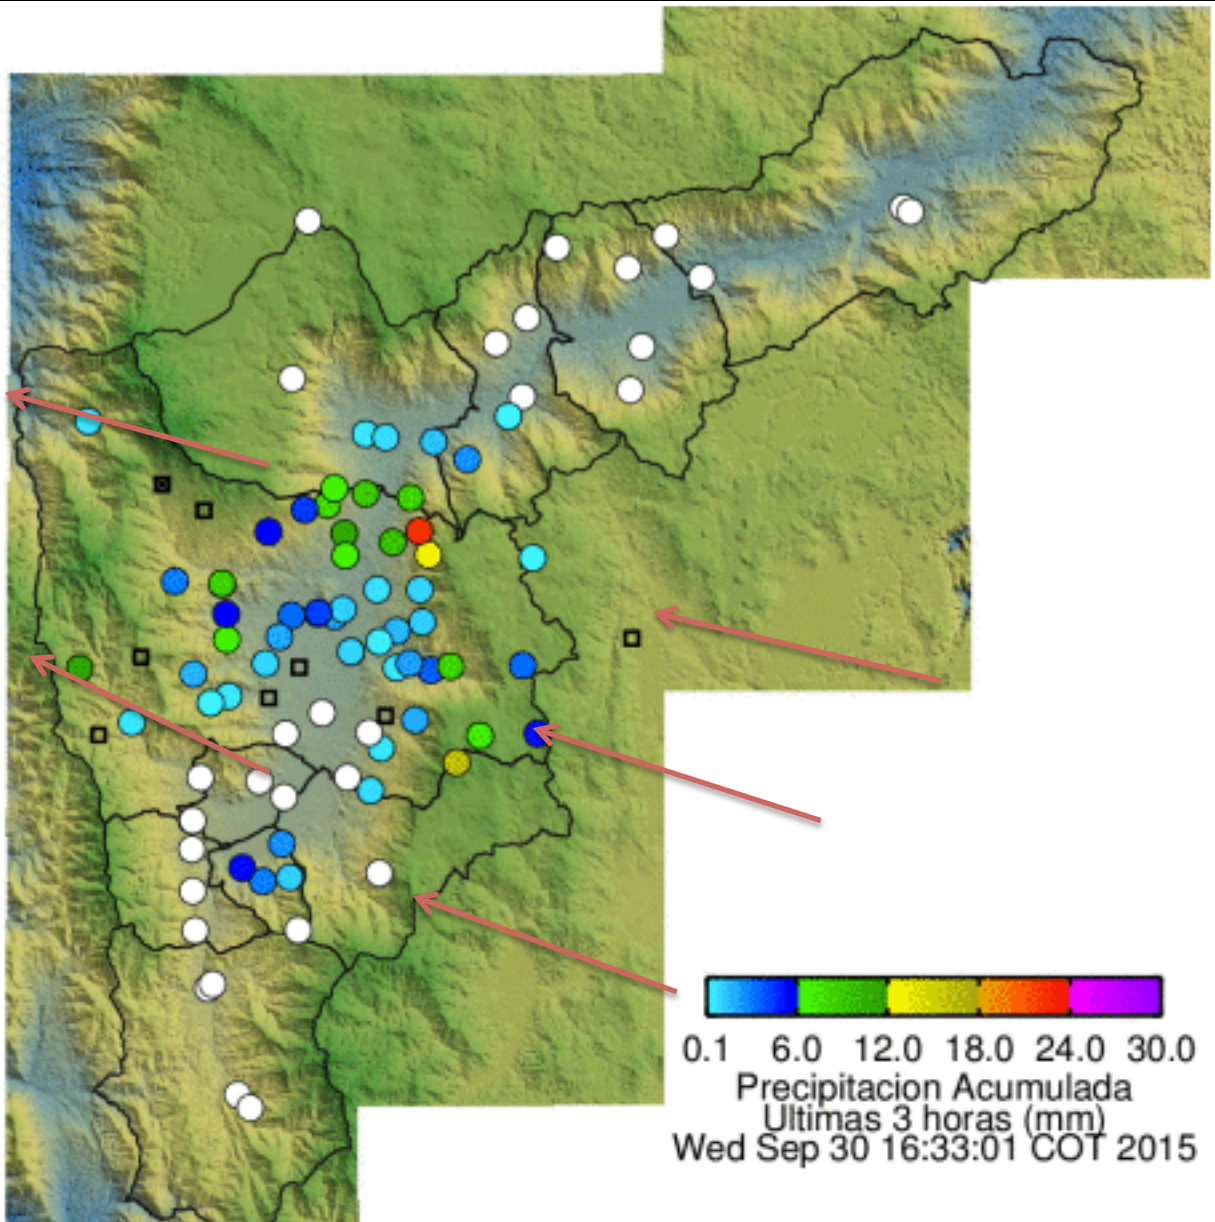 0.1 6.0 12.0 18.0 24.0 30.0
Precipitacion Acumulada
Ultimas 3 horas (mm)
Wed Sep 30 16:33:01 COT 2015